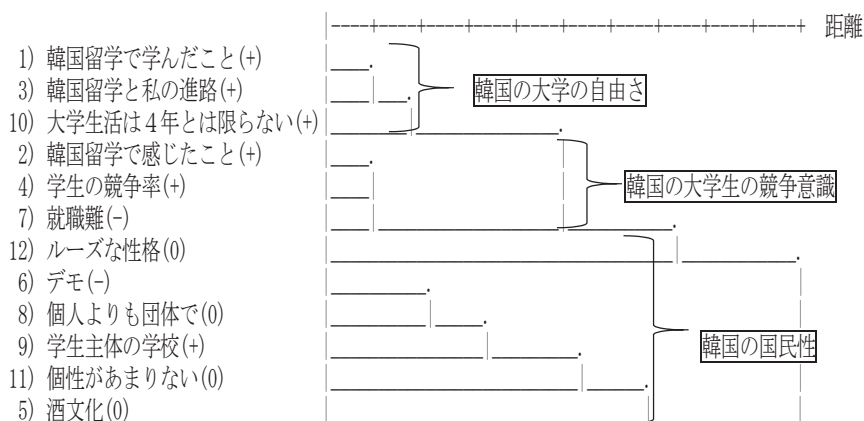 距離
1) 韓国留学で学んだこと(+)
3) 韓国留学と私の進路(+)
韓国の大学の自由さ
10) 大学生活は４年とは限らない(+)
2) 韓国留学で感じたこと(+)
4) 学生の競争率(+)
韓国の大学生の競争意識
7) 就職難(-)
12) ルーズな性格(0)
6) デモ(-)
8) 個人よりも団体で(0)
9) 学生主体の学校(+)
韓国の国民性
11) 個性があまりない(0)
5) 酒文化(0)